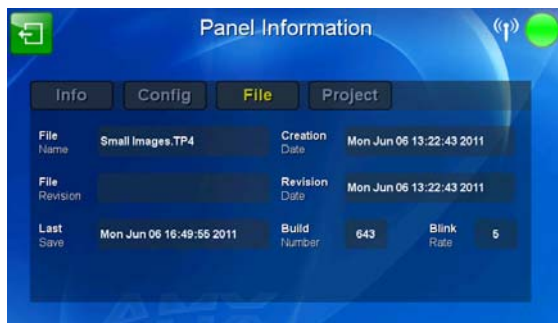 Panel Information
Info Config File Project
File Name Small Images.TP4 Creation Date Mon Jun 06 13:22:43 2011
File Revision Revision Date Mon Jun 06 13:22:43 2011
Last Save Mon Jun 06 16:49:55 2011 Build Number 643 Blink Rate 5
AMX